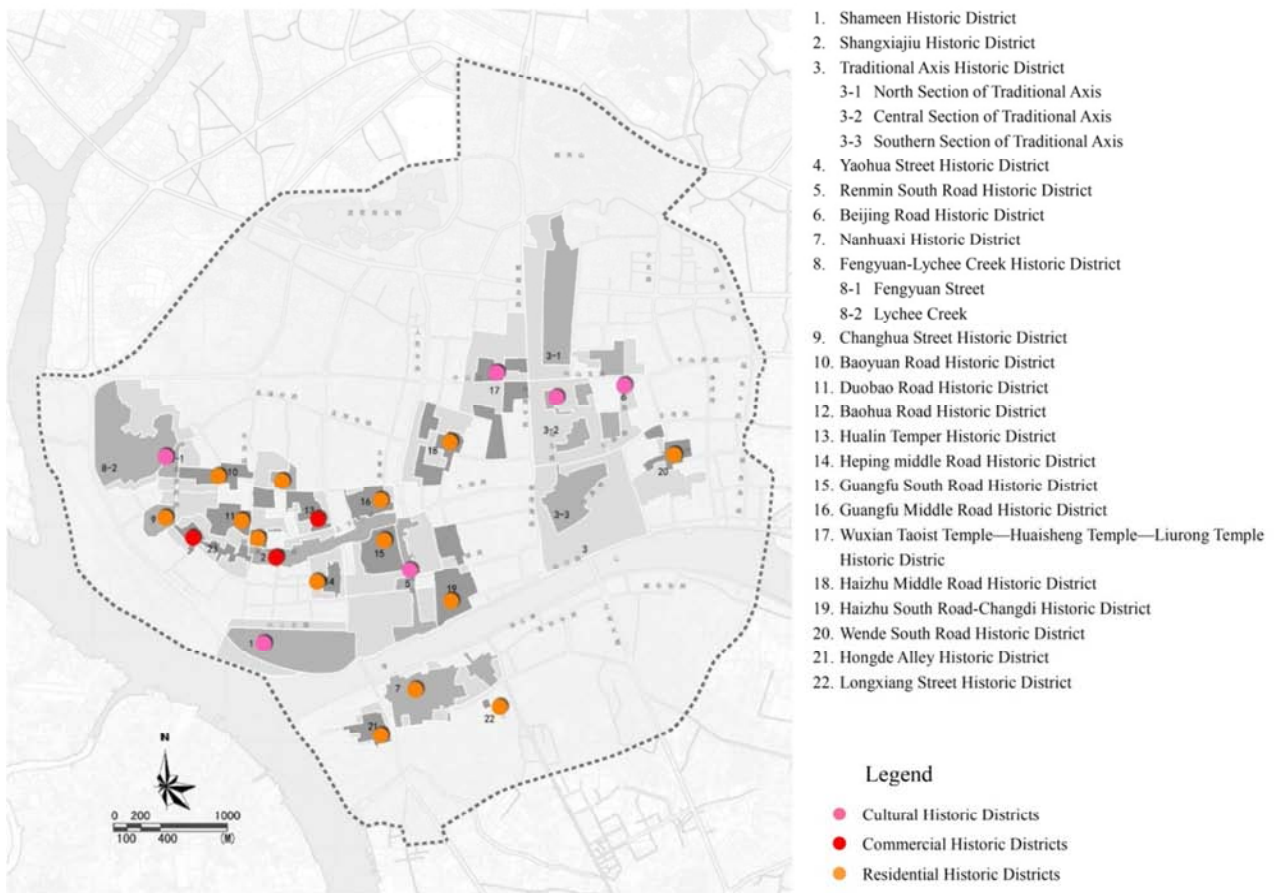 1. Shameen Historic District
2. Shangxiajiu Historic District
3. Traditional Axis Historic District
3-1 North Section of Traditional Axis
3-2 Central Section of Traditional Axis
3-3 Southern Section of Traditional Axis
4. Yaohua Street Historic District
5. Renmin South Road Historic District
6. Beijing Road Historic District
7. Nanhuaxi Historic District
8. Fengyuan-Lychee Creek Historic District
8-1 Fengyuan Street
8-2 Lychee Creek
9. Changhua Street Historic District
10. Baoyuan Road Historic District
11. Duobao Road Historic District
12. Baohua Road Historic District
13. Hualin Temper Historic District
14. Heping middle Road Historic District
15. Guangfu South Road Historic District
16. Guangfu Middle Road Historic District
17. Wuxian Taoist Temple—Huaisheng Temple—Liurong Temple
Historic Distric
18. Haizhu Middle Road Historic District
19. Haizhu South Road-Changdi Historic District
20. Wende South Road Historic District
21. Hongde Alley Historic District
22. Longxiang Street Historic District
Legend
Cultural Historic Districts
Commercial Historic Districts
Residential Historic Districts
3-1
17
3-2
18
20
8-2
-1
10
16
13
9
11
3-3
2
15
3
5
14
19
1
7
22
21
N
0 200 1000
100 400 (M)